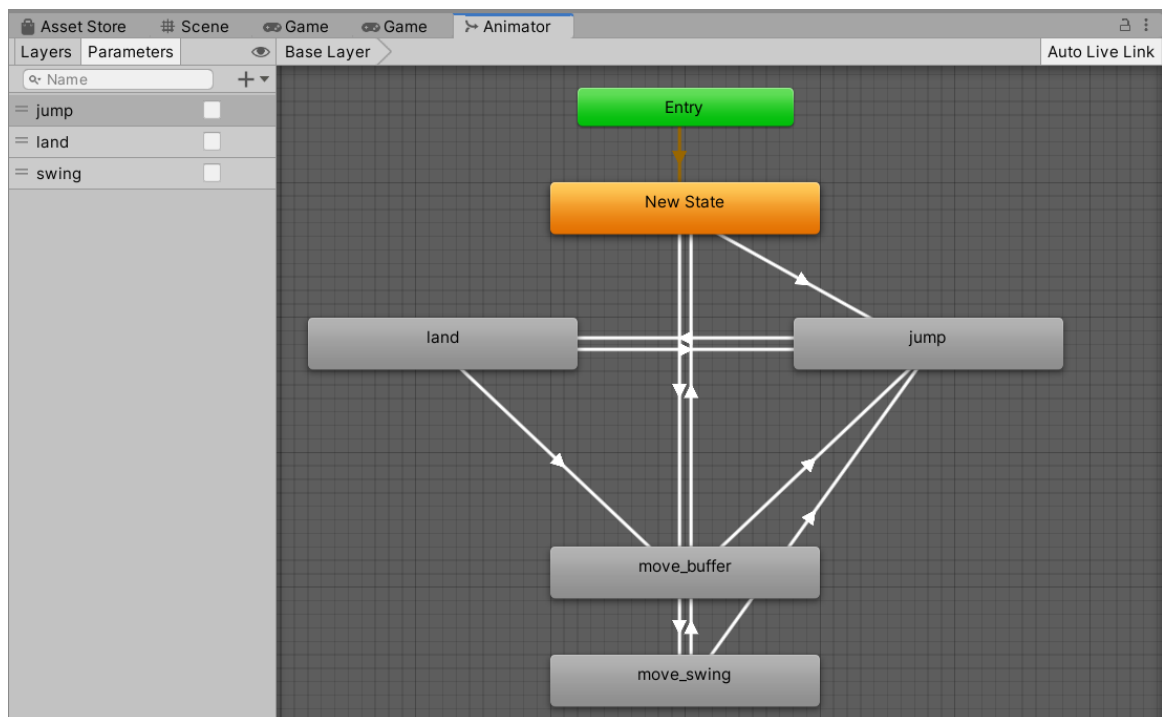 Asset Store Scene Game Game Animator
Layers Parameters Base Layer Auto Live Link
Name
jump
land
swing
Entry
New State
land jump
move_buffer
move_swing